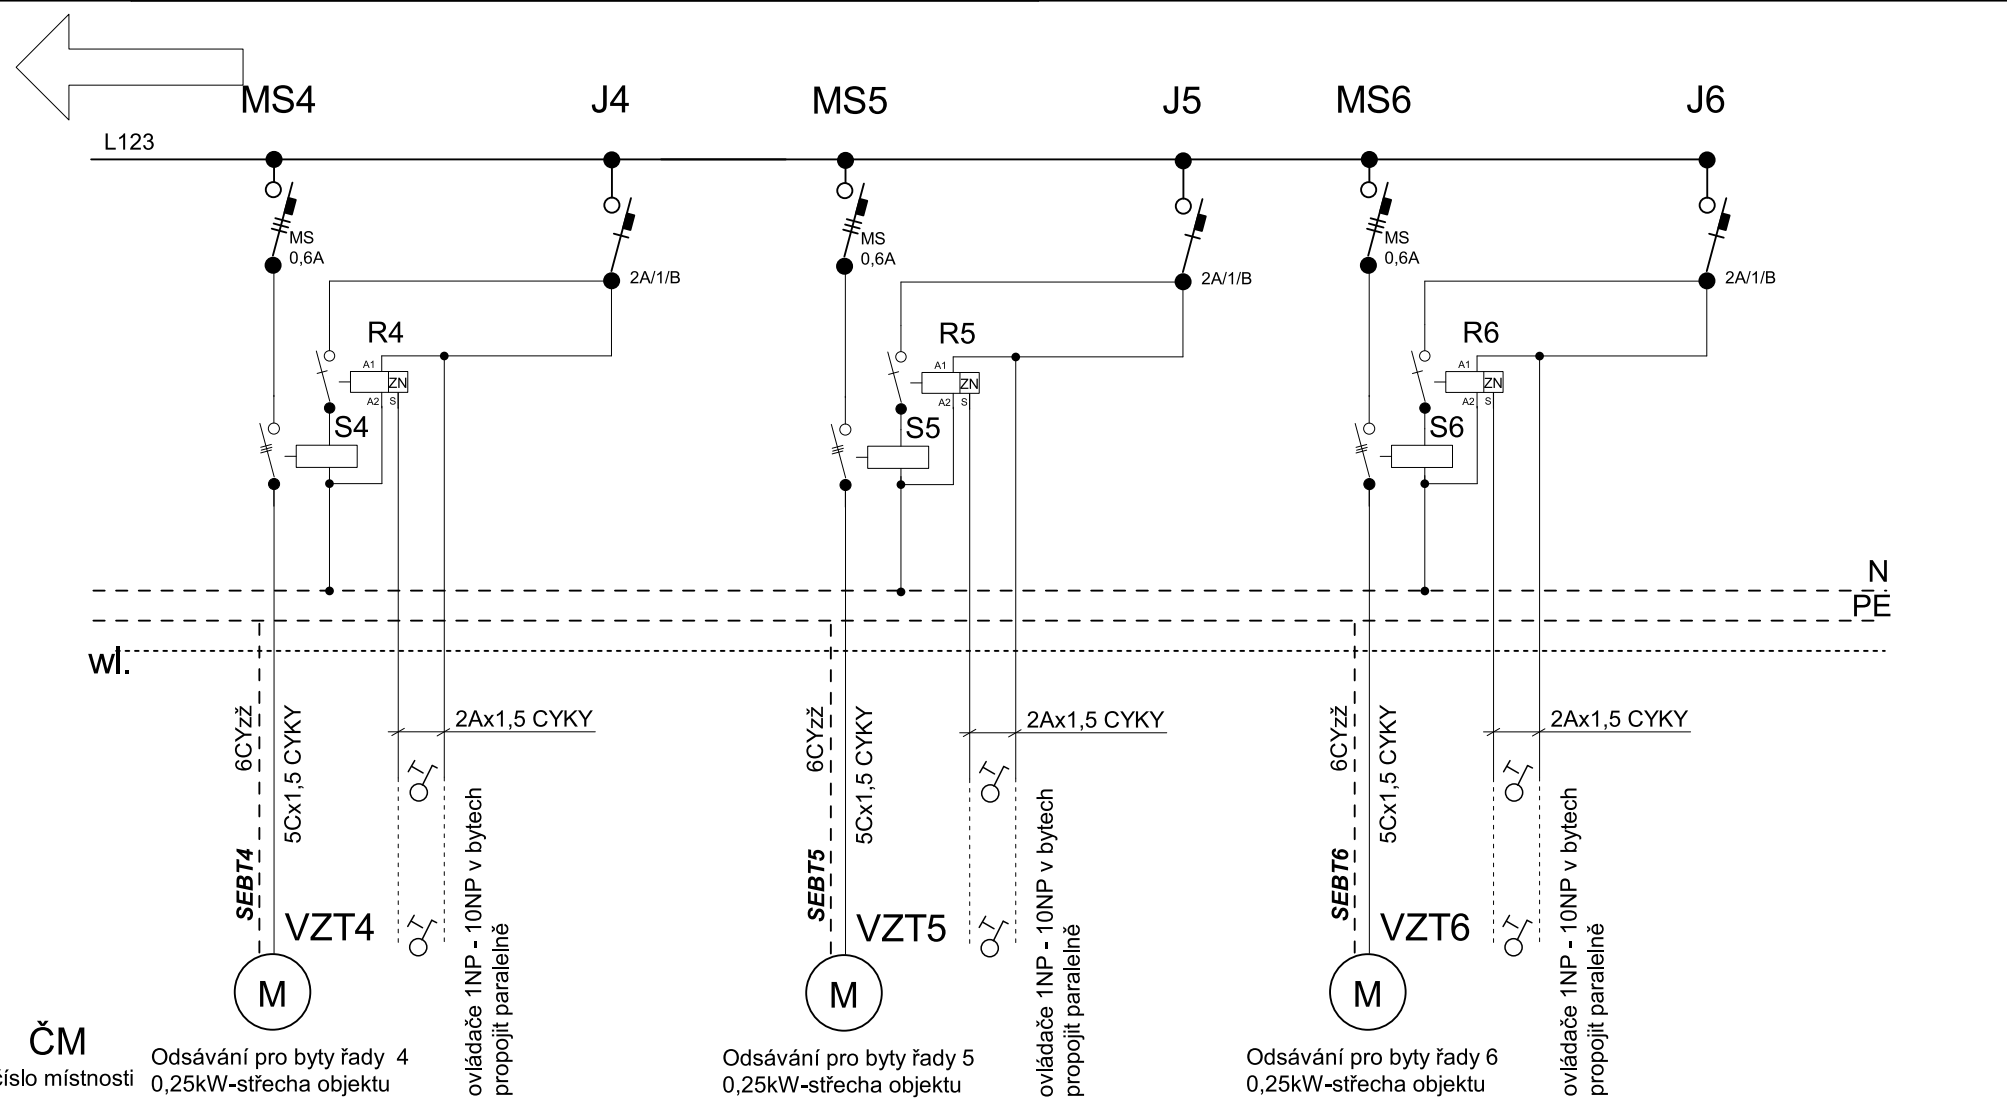 MS4 J4 MS5 J5 MS6 J6
L123
MS
0,6A
2A/1/B
MS
0,6A
2A/1/B
MS
0,6A
2A/1/B
R4
A1
ZN
A2 S
S4
R5
A1
ZN
A2 S
S5
R6
A1
ZN
A2 S
S6
N
PE
wl.
6CYzž
5Cx1,5 CYKY
2Ax1,5 CYKY
SEBT4
VZT4
M
ovládače 1NP - 10NP v bytech
propojit paralelně
6CYzž
5Cx1,5 CYKY
2Ax1,5 CYKY
SEBT5
VZT5
M
ovládače 1NP - 10NP v bytech
propojit paralelně
6CYzž
5Cx1,5 CYKY
2Ax1,5 CYKY
SEBT6
VZT6
M
ovládače 1NP - 10NP v bytech
propojit paralelně
ČM
číslo místnosti
Odsávání pro byty řady 4
0,25kW-střecha objektu
Odsávání pro byty řady 5
0,25kW-střecha objektu
Odsávání pro byty řady 6
0,25kW-střecha objektu